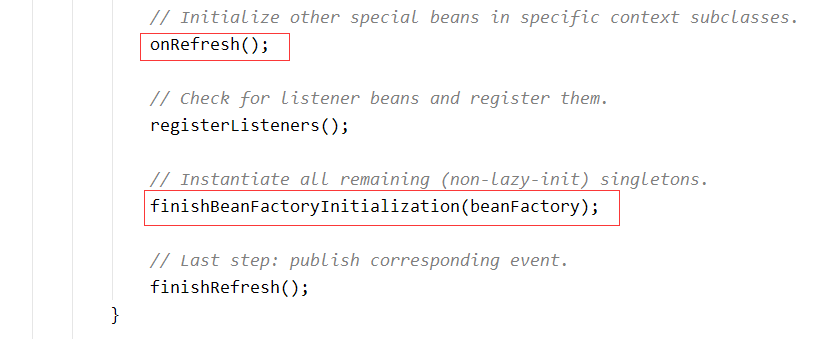 // Initialize other special beans in specific context subclasses.
onRefresh();
// Check for listener beans and register them.
registerListeners();
// Instantiate all remaining (non-lazy-init) singletons.
finishBeanFactoryInitialization(beanFactory);
// Last step: publish corresponding event.
finishRefresh();
}